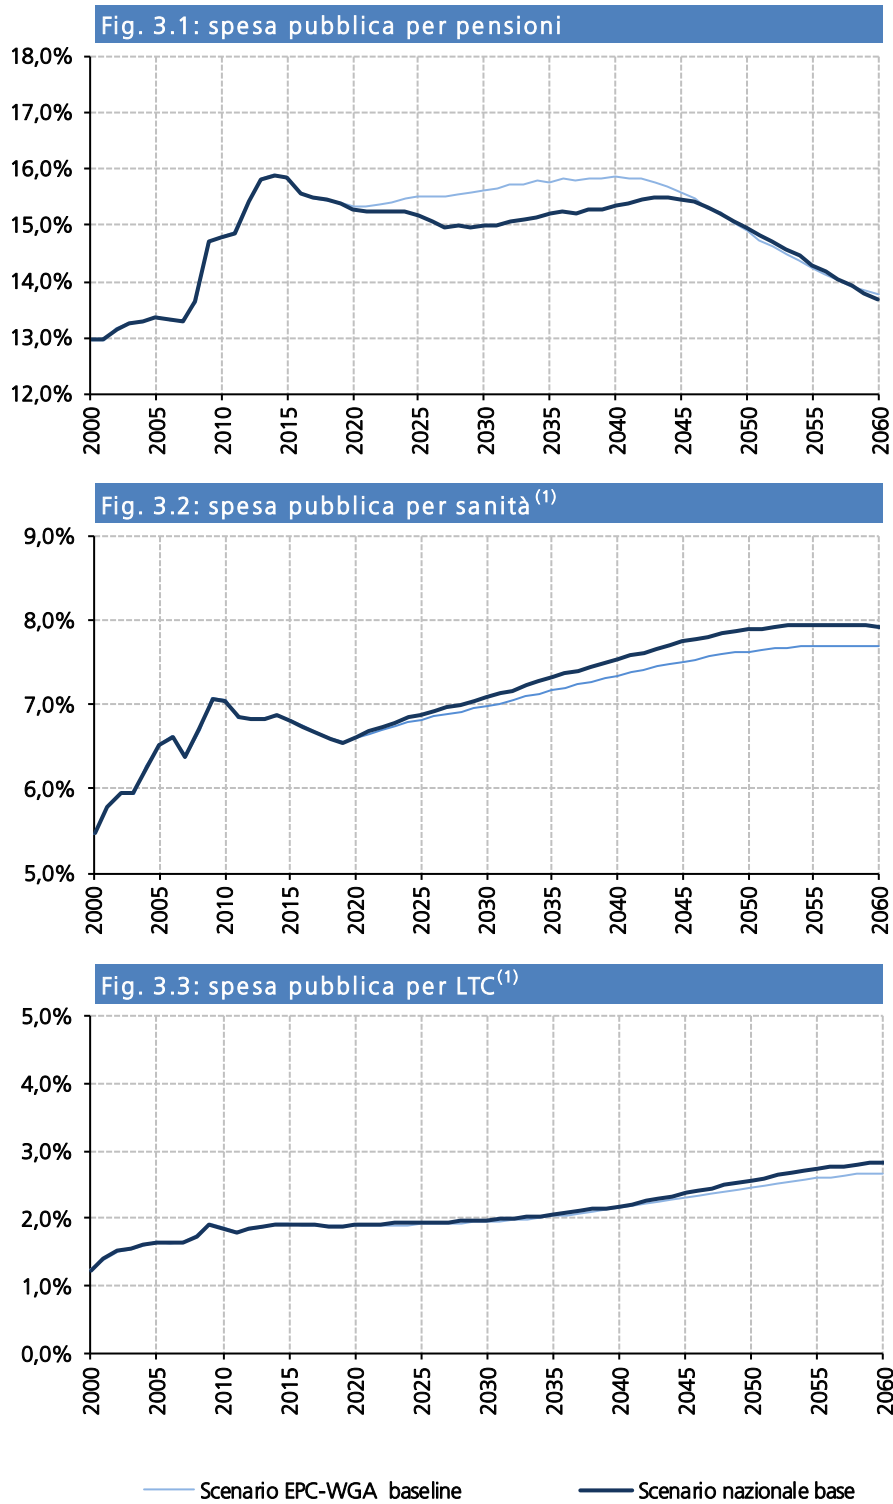 Fig. 3.1: spesa pubblica per pensioni
18,0%
17,0%
16,0%
15,0%
14,0%
13,0%
12,0%
2000 2005 2010 2015 2020 2025 2030 2035 2040 2045 2050 2055 2060
Fig. 3.2: spesa pubblica per sanità (1)
9,0%
8,0%
7,0%
6,0%
5,0%
2000 2005 2010 2015 2020 2025 2030 2035 2040 2045 2050 2055 2060
Fig. 3.3: spesa pubblica per LTC(1)
5,0%
4,0%
3,0%
2,0%
1,0%
0,0%
2000 2005 2010 2015 2020 2025 2030 2035 2040 2045 2050 2055 2060
Scenario EPC-WGA baseline Scenario nazionale base